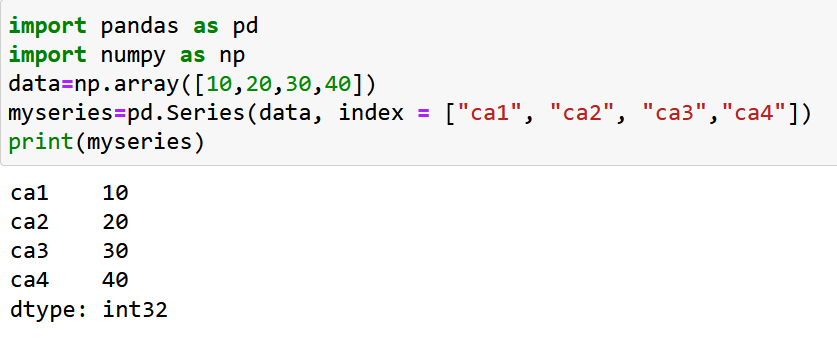 import pandas as pd
import numpy as np
data=np.array([10,20,30,40])
myseries=pd.Series(data, index = ["ca1", "ca2", "ca3","ca4"])
print(myseries)
ca1    10
ca2    20
ca3    30
ca4    40
dtype: int32